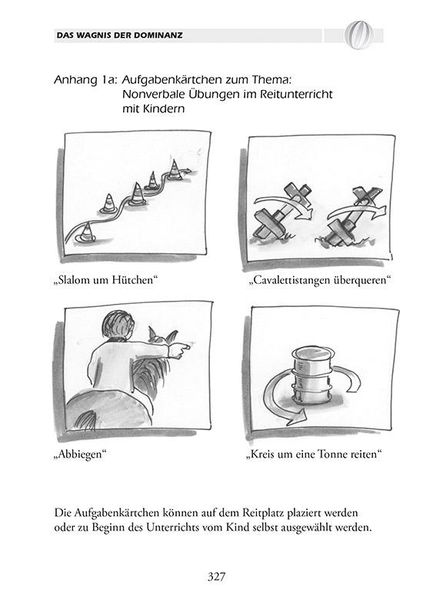 DAS WAGNIS DER DOMINANZ
Anhang 1a: Aufgabenkärtchen zum Thema:
Nonverbale Übungen im Reitunterricht
mit Kindern
„Slalom um Hütchen“
„Cavalettistangen überqueren“
„Abbiegen“
„Kreis um eine Tonne reiten“
Die Aufgabenkärtchen können auf dem Reitplatz plaziert werden
oder zu Beginn des Unterrichts vom Kind selbst ausgewählt werden.
327